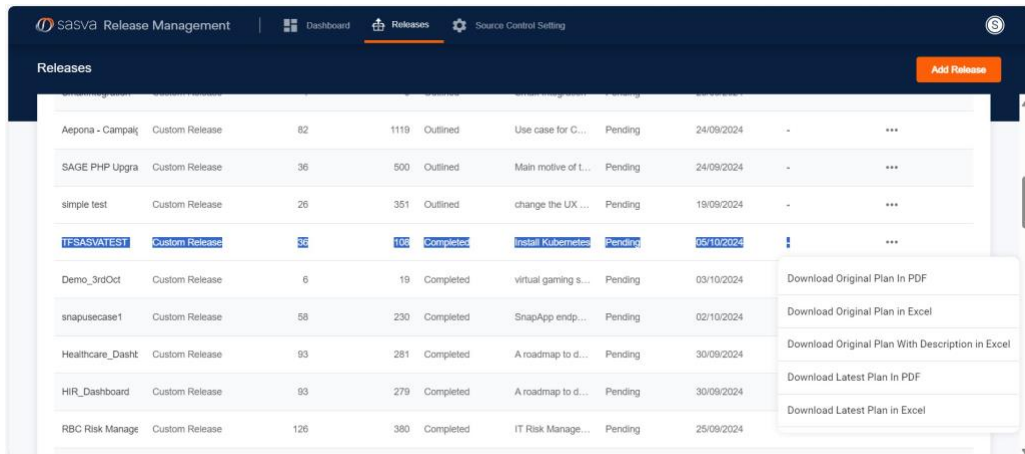 sasva Release Management Dashboard Releases Source Control Setting S
Releases Add Release
Aepona - Campaig Custom Release 82 1119 Outlined Use case for C... Pending 24/09/2024 - •••
SAGE PHP Upgra Custom Release 36 500 Outlined Main motive of t... Pending 24/09/2024 - •••
simple test Custom Release 26 351 Outlined change the UX ... Pending 19/09/2024 - •••
TFSASVATEST Custom Release 36 108 Completed Install Kubernetes Pending 05/10/2024 - •••
Demo_3rdOct Custom Release 6 19 Completed virtual gaming s... Pending 03/10/2024
Download Original Plan In PDF
snapusecase1 Custom Release 58 230 Completed SnapApp endp... Pending 02/10/2024
Download Original Plan in Excel
Download Original Plan With Description in Excel
Healthcare_Dasht Custom Release 93 281 Completed A roadmap to d... Pending 30/09/2024
Download Latest Plan In PDF
HIR_Dashboard Custom Release 93 279 Completed A roadmap to d... Pending 30/09/2024
Download Latest Plan in Excel
RBC Risk Manage Custom Release 126 380 Completed IT Risk Manage... Pending 25/09/2024